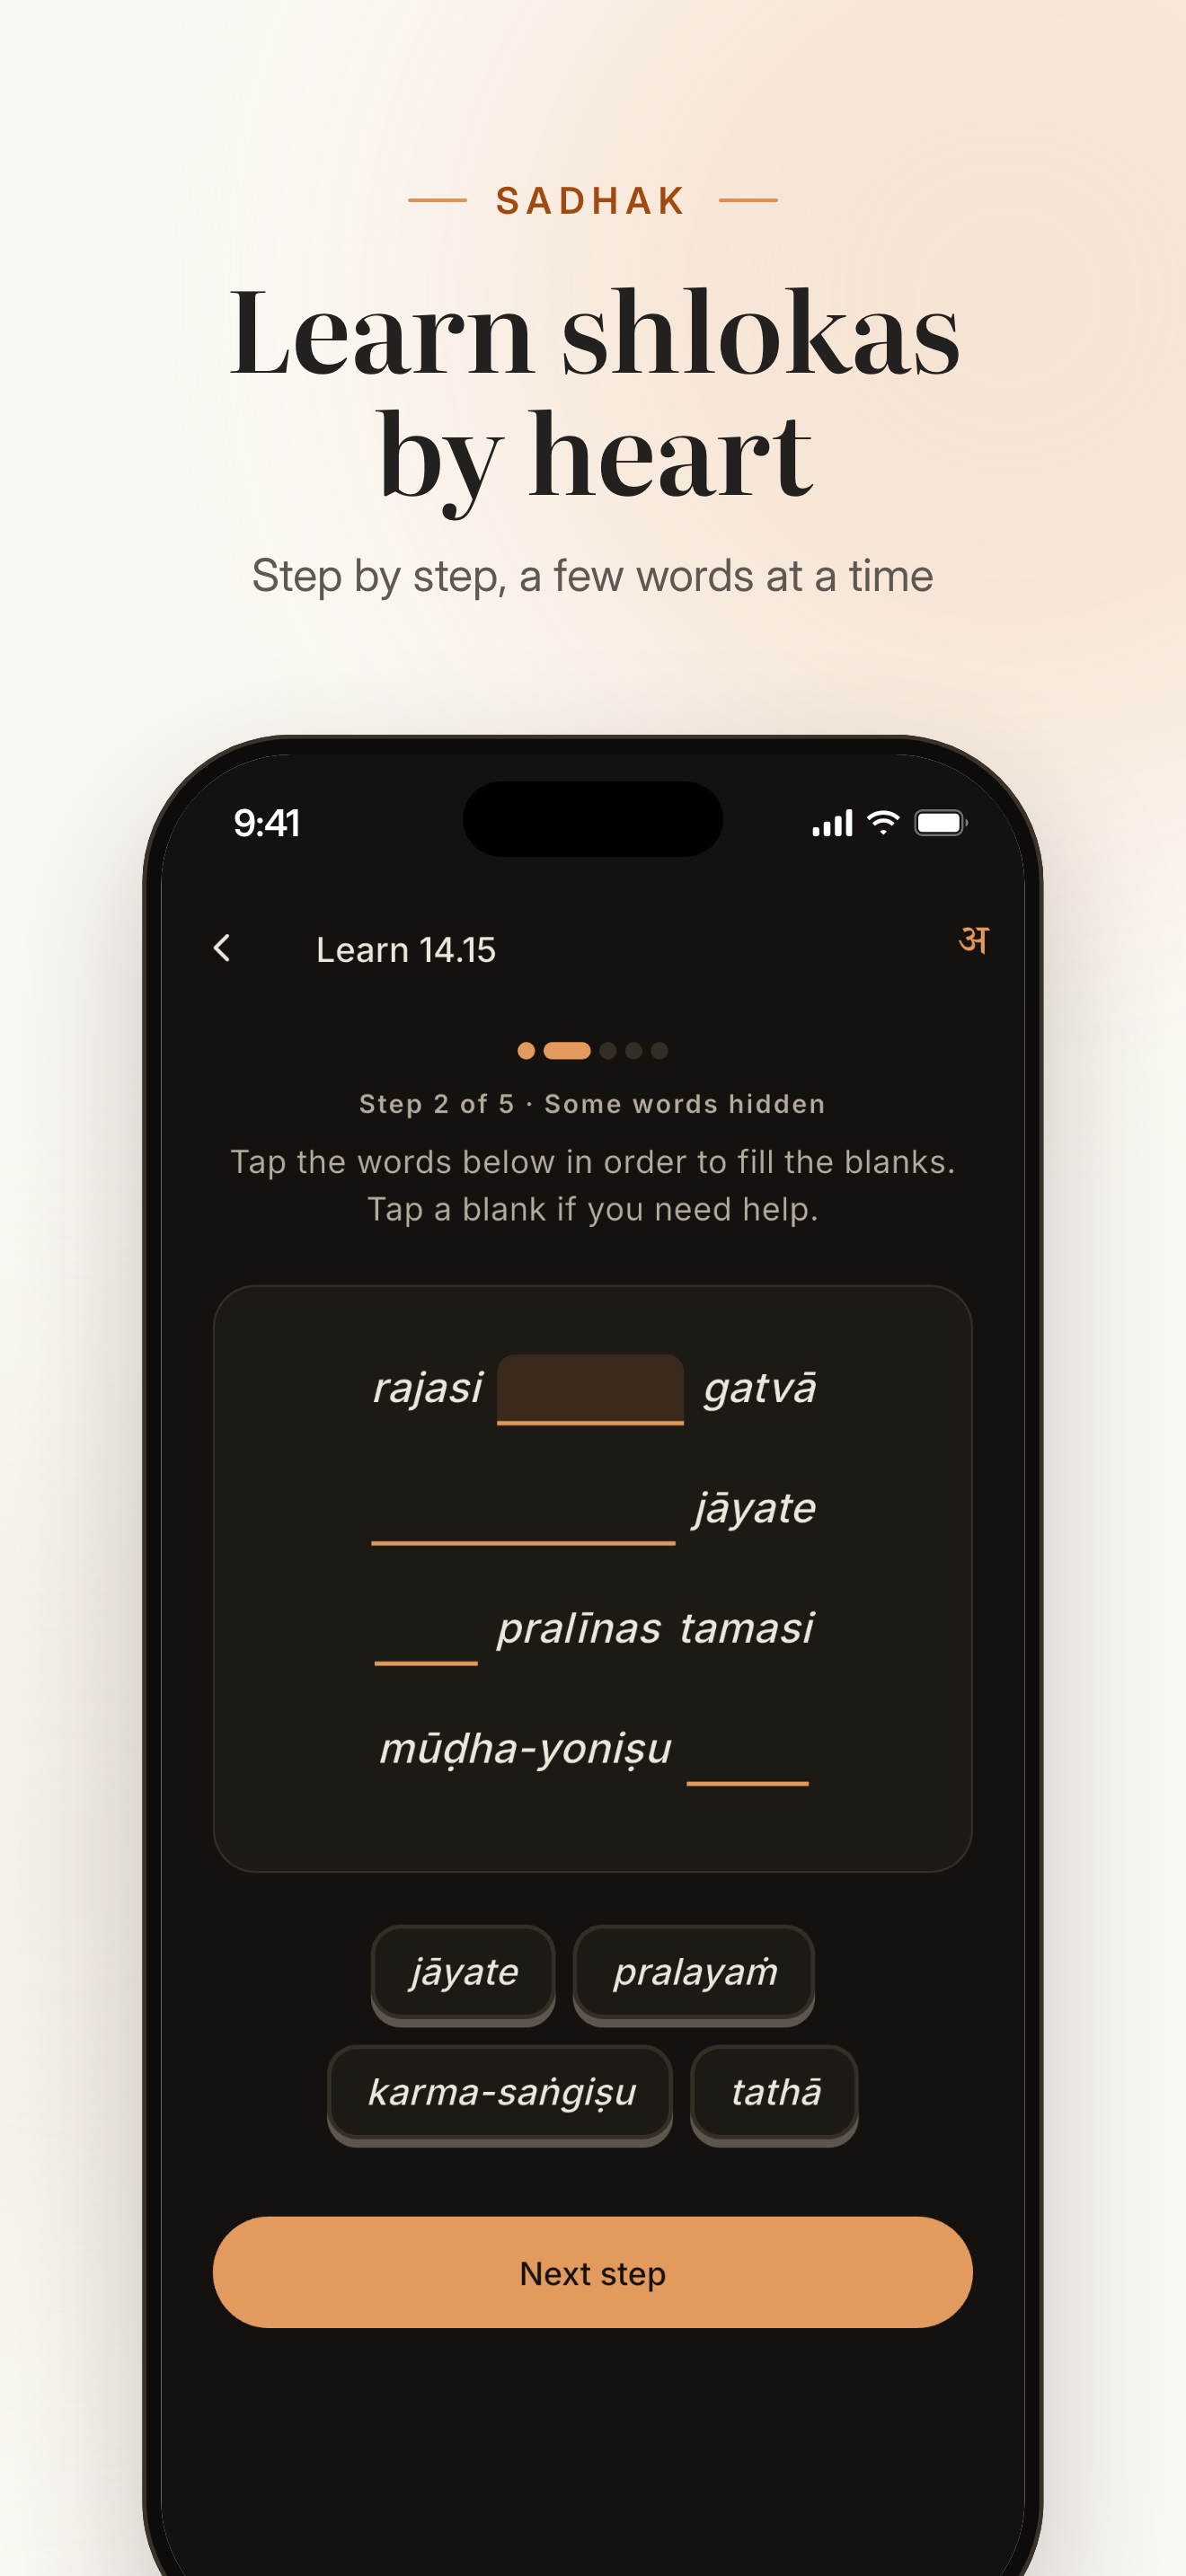 SADHAK
Learn shlokas
by heart
Step by step, a few words at a time
9:41
Learn 14.15
अ
Step 2 of 5 · Some words hidden
Tap the words below in order to fill the blanks.
Tap a blank if you need help.
rajasi gatvā
jāyate
pralīnas tamasi
mūḍha-yoniṣu
jāyate pralayaṁ
karma-saṅgiṣu tathā
Next step